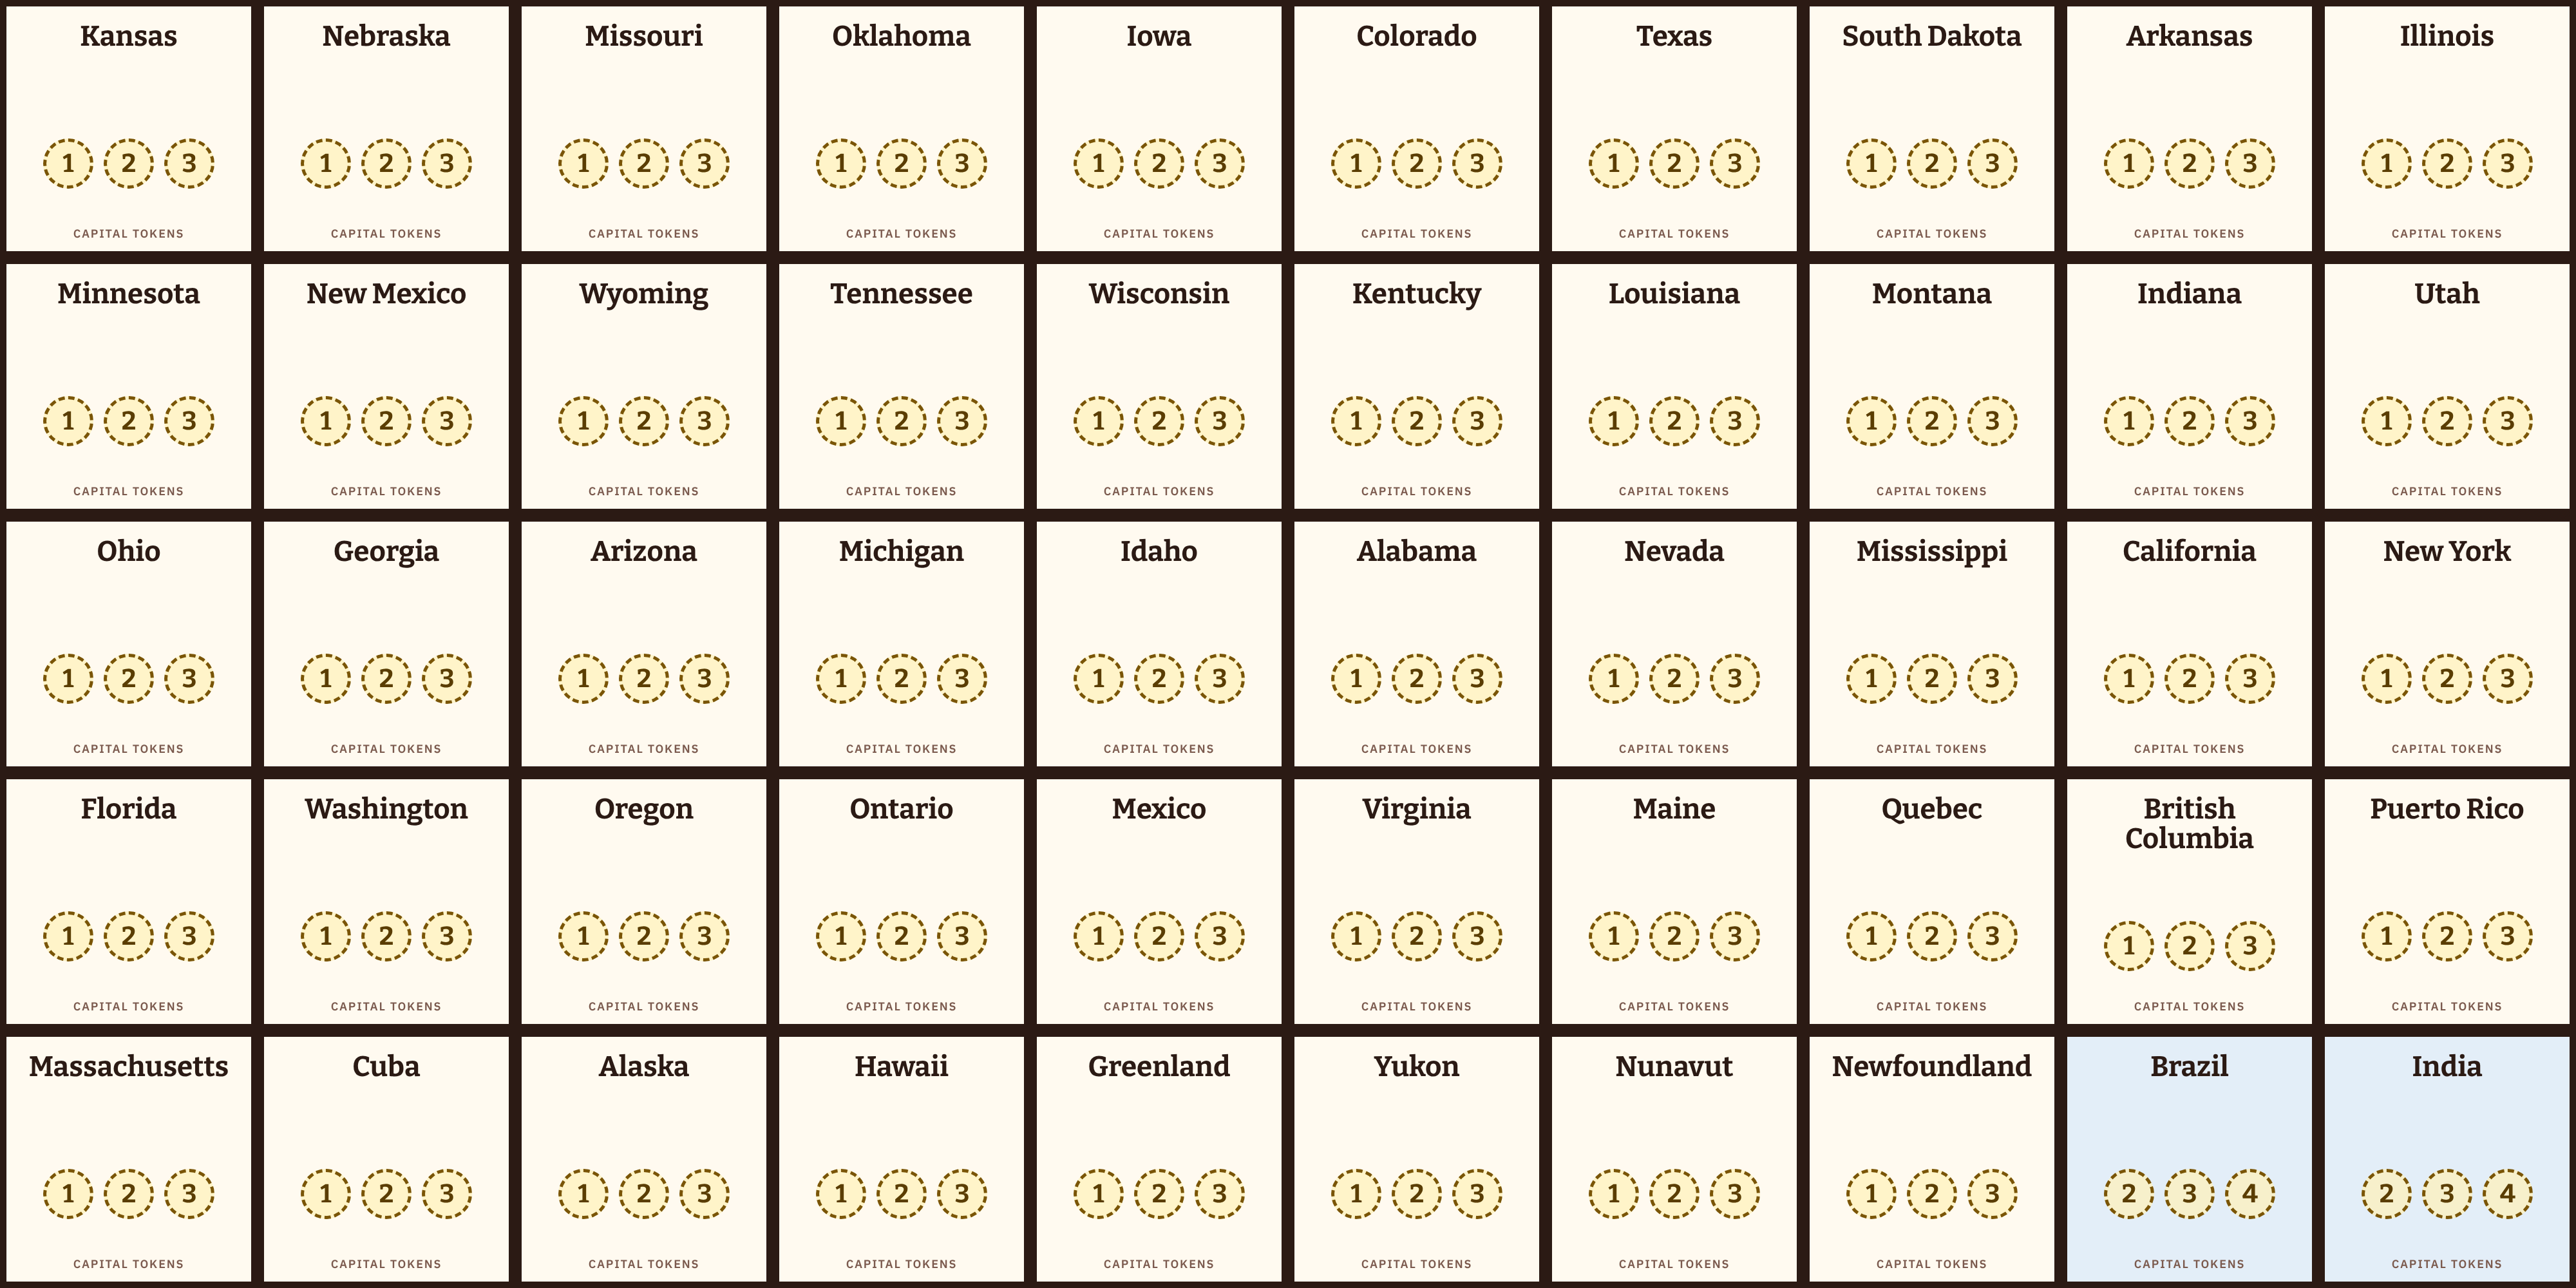 Kansas
1 2 3
CAPITAL TOKENS
Nebraska
1 2 3
CAPITAL TOKENS
Missouri
1 2 3
CAPITAL TOKENS
Oklahoma
1 2 3
CAPITAL TOKENS
Iowa
1 2 3
CAPITAL TOKENS
Colorado
1 2 3
CAPITAL TOKENS
Texas
1 2 3
CAPITAL TOKENS
South Dakota
1 2 3
CAPITAL TOKENS
Arkansas
1 2 3
CAPITAL TOKENS
Illinois
1 2 3
CAPITAL TOKENS
Minnesota
1 2 3
CAPITAL TOKENS
New Mexico
1 2 3
CAPITAL TOKENS
Wyoming
1 2 3
CAPITAL TOKENS
Tennessee
1 2 3
CAPITAL TOKENS
Wisconsin
1 2 3
CAPITAL TOKENS
Kentucky
1 2 3
CAPITAL TOKENS
Louisiana
1 2 3
CAPITAL TOKENS
Montana
1 2 3
CAPITAL TOKENS
Indiana
1 2 3
CAPITAL TOKENS
Utah
1 2 3
CAPITAL TOKENS
Ohio
1 2 3
CAPITAL TOKENS
Georgia
1 2 3
CAPITAL TOKENS
Arizona
1 2 3
CAPITAL TOKENS
Michigan
1 2 3
CAPITAL TOKENS
Idaho
1 2 3
CAPITAL TOKENS
Alabama
1 2 3
CAPITAL TOKENS
Nevada
1 2 3
CAPITAL TOKENS
Mississippi
1 2 3
CAPITAL TOKENS
California
1 2 3
CAPITAL TOKENS
New York
1 2 3
CAPITAL TOKENS
Florida
1 2 3
CAPITAL TOKENS
Washington
1 2 3
CAPITAL TOKENS
Oregon
1 2 3
CAPITAL TOKENS
Ontario
1 2 3
CAPITAL TOKENS
Mexico
1 2 3
CAPITAL TOKENS
Virginia
1 2 3
CAPITAL TOKENS
Maine
1 2 3
CAPITAL TOKENS
Quebec
1 2 3
CAPITAL TOKENS
British
Columbia
1 2 3
CAPITAL TOKENS
Puerto Rico
1 2 3
CAPITAL TOKENS
Massachusetts
1 2 3
CAPITAL TOKENS
Cuba
1 2 3
CAPITAL TOKENS
Alaska
1 2 3
CAPITAL TOKENS
Hawaii
1 2 3
CAPITAL TOKENS
Greenland
1 2 3
CAPITAL TOKENS
Yukon
1 2 3
CAPITAL TOKENS
Nunavut
1 2 3
CAPITAL TOKENS
Newfoundland
1 2 3
CAPITAL TOKENS
Brazil
2 3 4
CAPITAL TOKENS
India
2 3 4
CAPITAL TOKENS